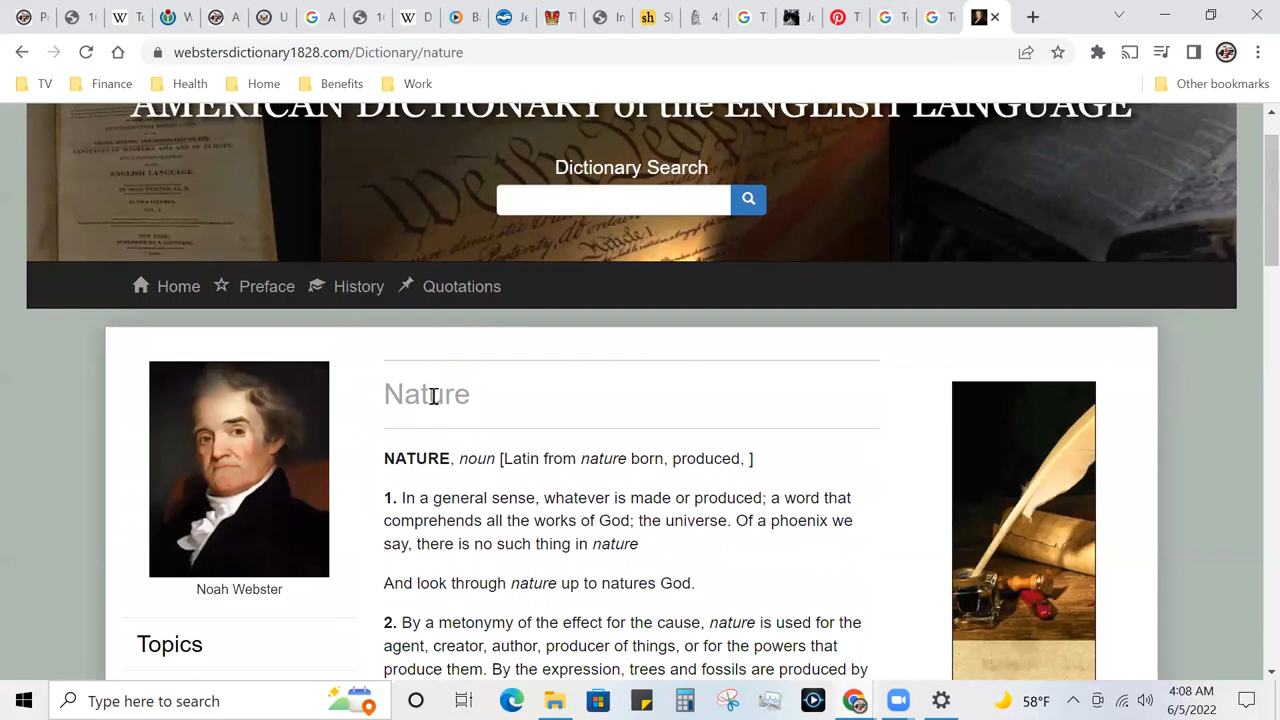 webstersdictionary1828.com/Dictionary/nature
TV Finance Health Home Benefits Work Other bookmarks
AMERICAN DICTIONARY of the ENGLISH LANGUAGE
Dictionary Search
Home Preface History Quotations
Nature
NATURE, noun [Latin from nature born, produced, ]
1. In a general sense, whatever is made or produced; a word that
comprehends all the works of God; the universe. Of a phoenix we
say, there is no such thing in nature
And look through nature up to natures God.
2. By a metonymy of the effect for the cause, nature is used for the
agent, creator, author, producer of things, or for the powers that
produce them. By the expression, trees and fossils are produced by
Noah Webster
Topics
Type here to search
58°F
4:08 AM
6/5/2022